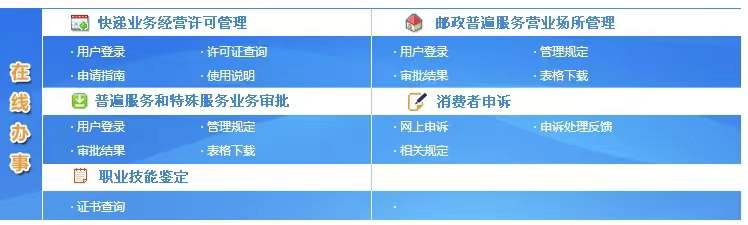 在线办事
快递业务经营许可管理
· 用户登录 · 许可证查询
· 申请指南 · 使用说明
邮政普遍服务营业场所管理
· 用户登录 · 管理规定
· 审批结果 · 表格下载
普遍服务和特殊服务业务审批
· 用户登录 · 管理规定
· 审批结果 · 表格下载
消费者申诉
· 网上申诉 · 申诉处理反馈
· 相关规定
职业技能鉴定
· 证书查询
·